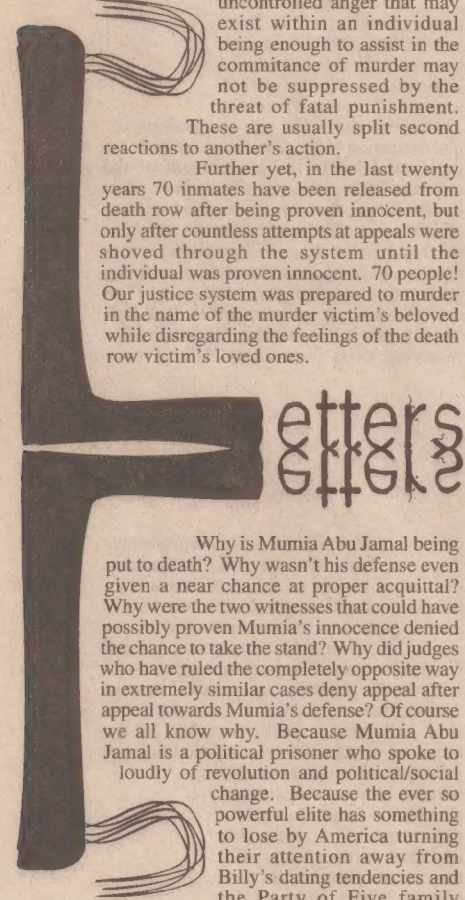 uncontrolled anger that may
exist within an individual
being enough to assist in the
commitance of murder may
not be suppressed by the
threat of fatal punishment.
These are usually split second
reactions to another's action.
Further yet, in the last twenty
years 70 inmates have been released from
death row after being proven innocent, but
only after countless attempts at appeals were
shoved through the system until the
individual was proven innocent. 70 people!
Our justice system was prepared to murder
in the name of the murder victim's beloved
while disregarding the feelings of the death
row victim's loved ones.
Letters
Why is Mumia Abu Jamal being
put to death? Why wasn't his defense even
given a near chance at proper acquittal?
Why were the two witnesses that could have
possibly proven Mumia's innocence denied
the chance to take the stand? Why did judges
who have ruled the completely opposite way
in extremely similar cases deny appeal after
appeal towards Mumia's defense? Of course
we all know why. Because Mumia Abu
Jamal is a political prisoner who spoke to
loudly of revolution and political/social
change. Because the ever so
powerful elite has something
to lose by America turning
their attention away from
Billy's dating tendencies and
the Party of Five family